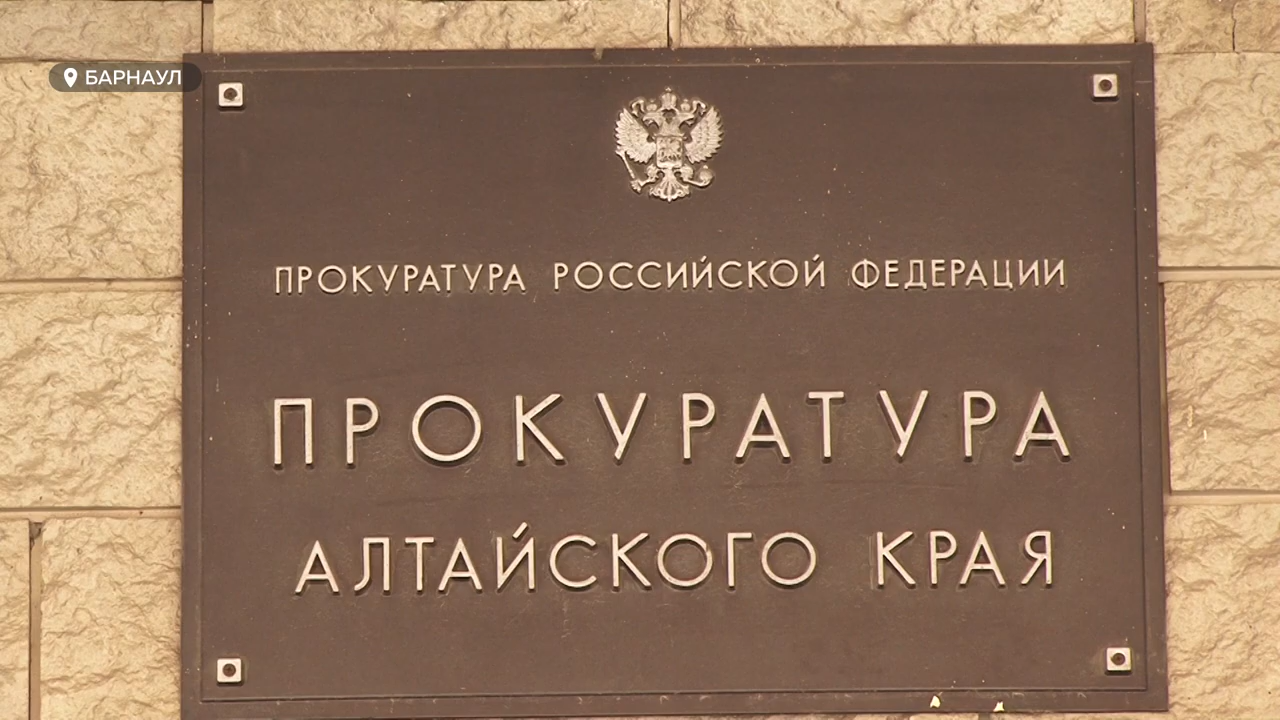 БАРНАУЛ
ПРОКУРАТУРА РОССИЙСКОЙ ФЕДЕРАЦИИ
ПРОКУРАТУРА
АЛТАЙСКОГО КРАЯ